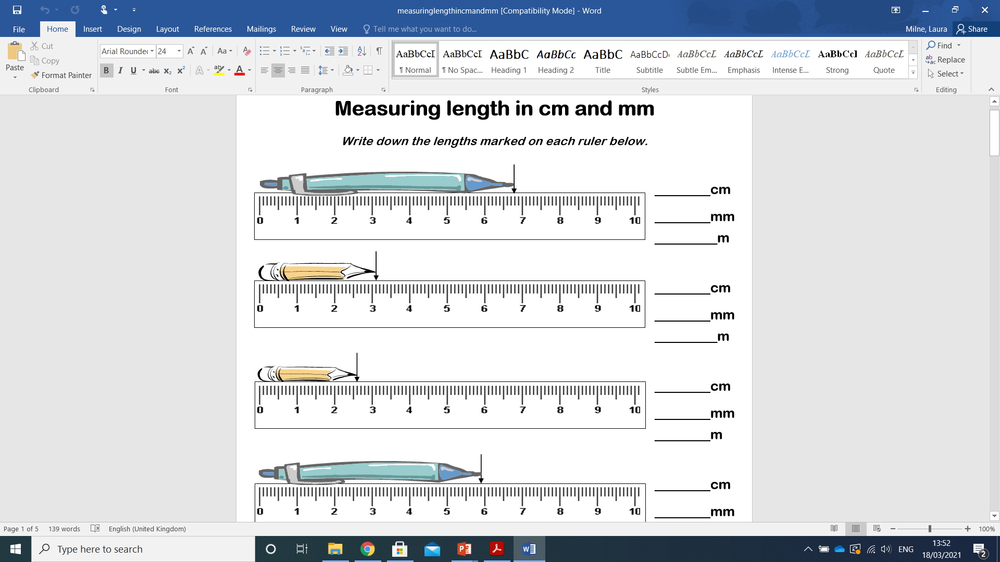 measuringlengthincmandmm [Compatibility Mode] - Word
File Home Insert Design Layout References Mailings Review View Tell me what you want to do... Milne, Laura Share
Paste Cut Copy Format Painter Clipboard
Arial Rounde 24 Aa A
B I U abc X₂ X² A ab A Font
Paragraph
AaBbCcI AaBbCcI AaBbC AaBbCc AaBbC AaBbCcD AaBbCcL AaBbCcL AaBbCcL AaBbCcI AaBbCcL
¶ Normal ¶ No Spac... Heading 1 Heading 2 Title Subtitle Subtle Em... Emphasis Intense E... Strong Quote
Styles
Find
Replace
Select
Editing
Measuring length in cm and mm
Write down the lengths marked on each ruler below.
0 1 2 3 4 5 6 7 8 9 10
________cm
________mm
_________m
0 1 2 3 4 5 6 7 8 9 10
________cm
________mm
_________m
0 1 2 3 4 5 6 7 8 9 10
________cm
________mm
________m
0 1 2 3 4 5 6 7 8 9 10
________cm
________mm
Page 1 of 5 139 words English (United Kingdom) 100%
Type here to search
ENG 13:52
18/03/2021
2